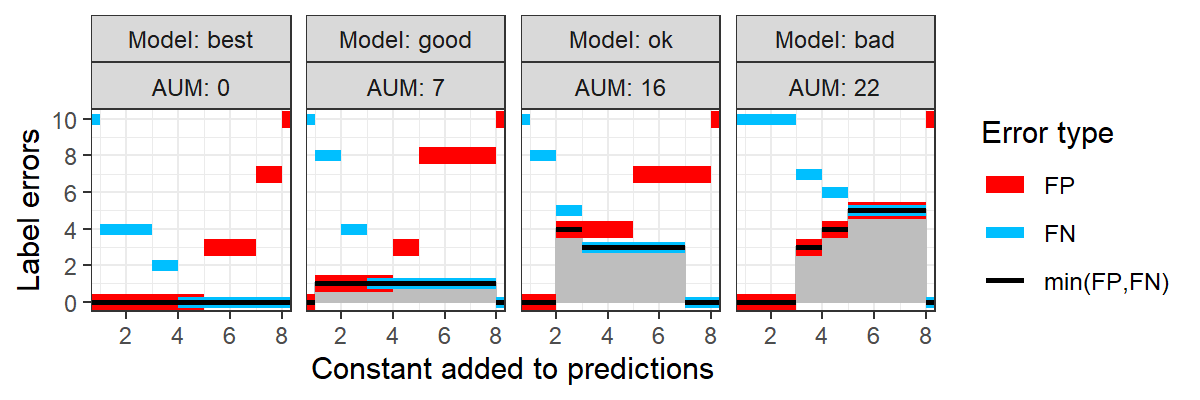 Model: best
Model: good
Model: ok
Model: bad
AUM: 0
AUM: 7
AUM: 16
AUM: 22
Label errors
10
8
6
4
2
0
2 4 6 8
2 4 6 8
2 4 6 8
2 4 6 8
Constant added to predictions
Error type
FP
FN
min(FP,FN)